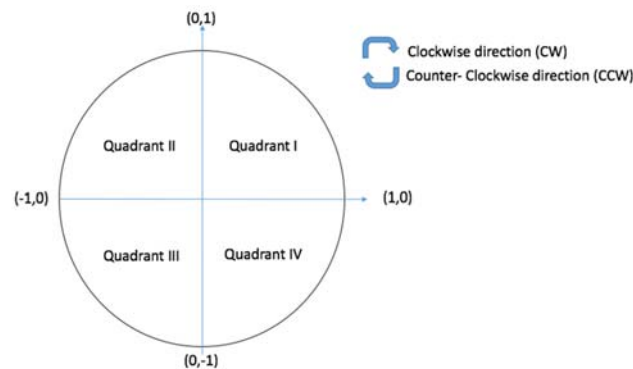 (0,1)
Clockwise direction (CW)
Counter- Clockwise direction (CCW)
Quadrant II
Quadrant I
(-1,0)
(1,0)
Quadrant III
Quadrant IV
(0,-1)